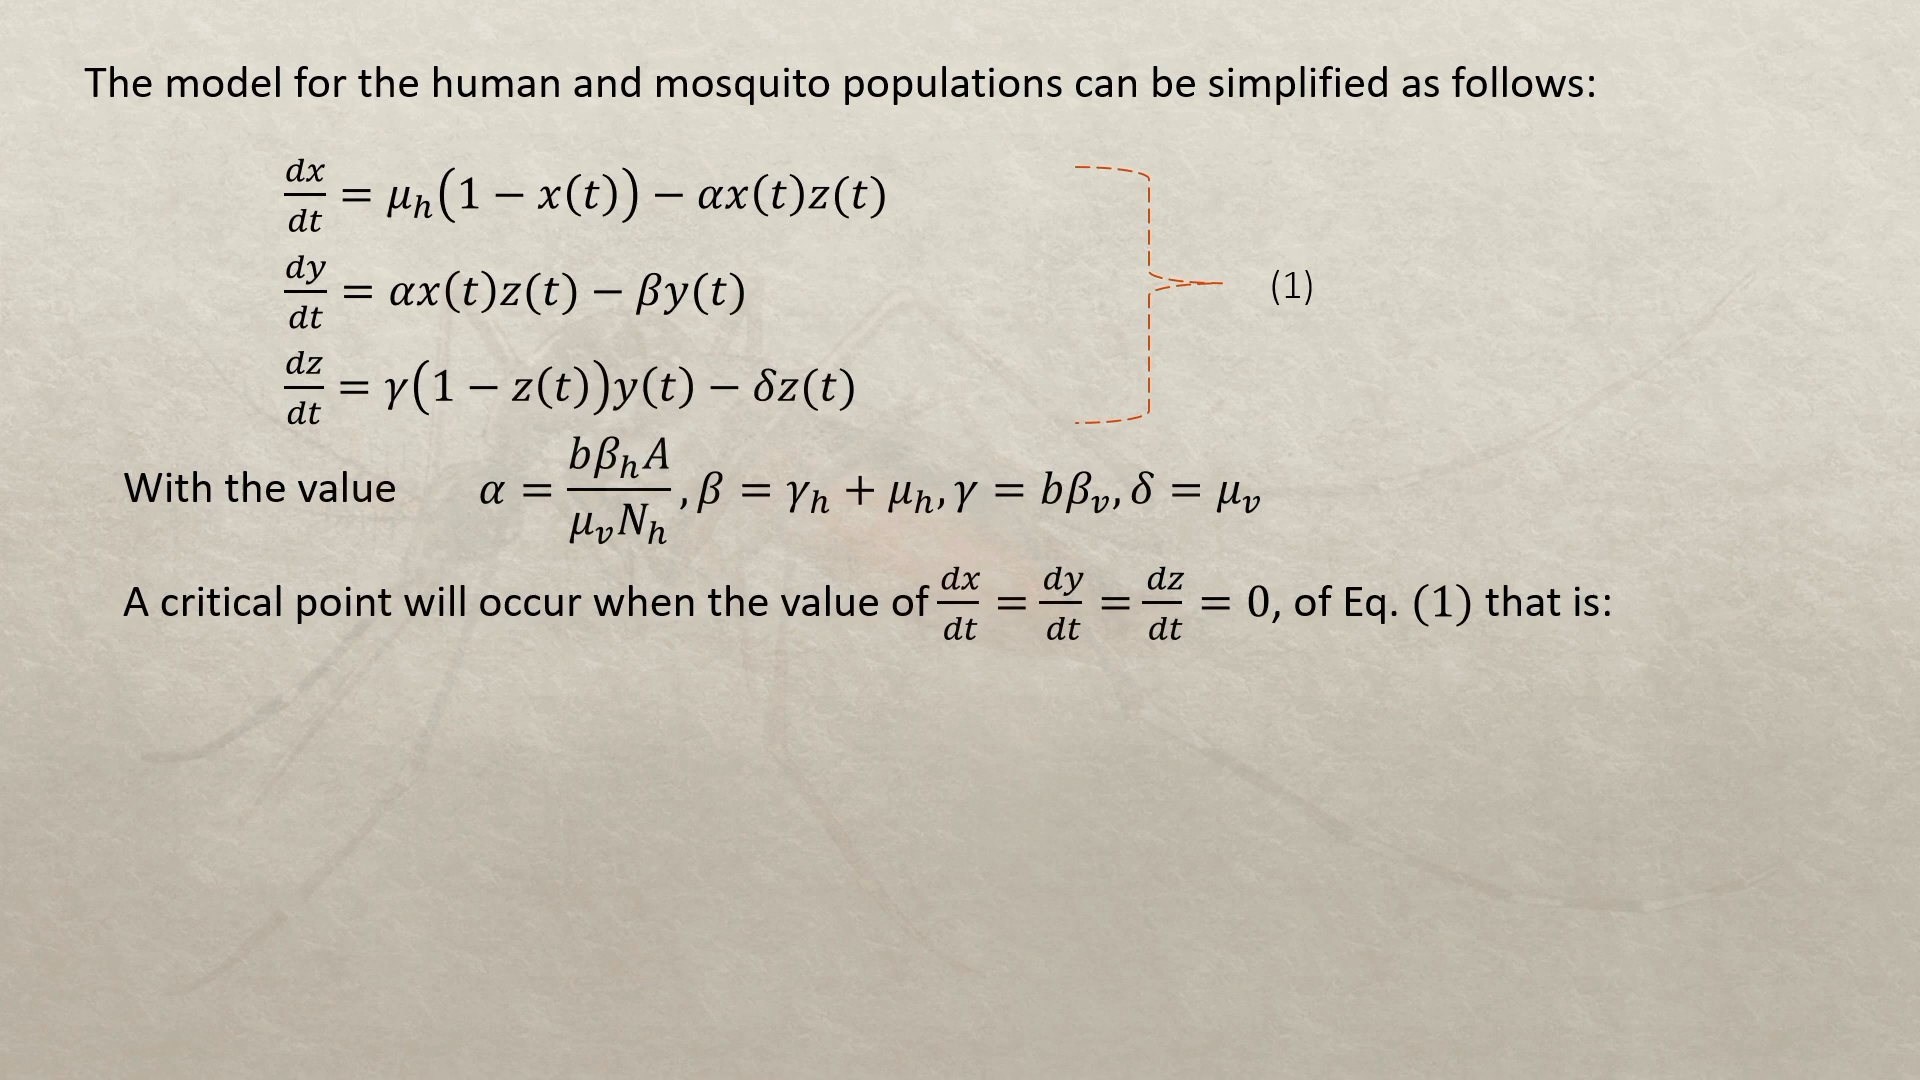 The model for the human and mosquito populations can be simplified as follows:
dx/dt = μ_h(1 − x(t)) − αx(t)z(t)
dy/dt = αx(t)z(t) − βy(t)
(1)
dz/dt = γ(1 − z(t))y(t) − δz(t)
With the value α = bβ_hA/μ_vN_h, β = γ_h + μ_h, γ = bβ_v, δ = μ_v
A critical point will occur when the value of dx/dt = dy/dt = dz/dt = 0, of Eq. (1) that is: